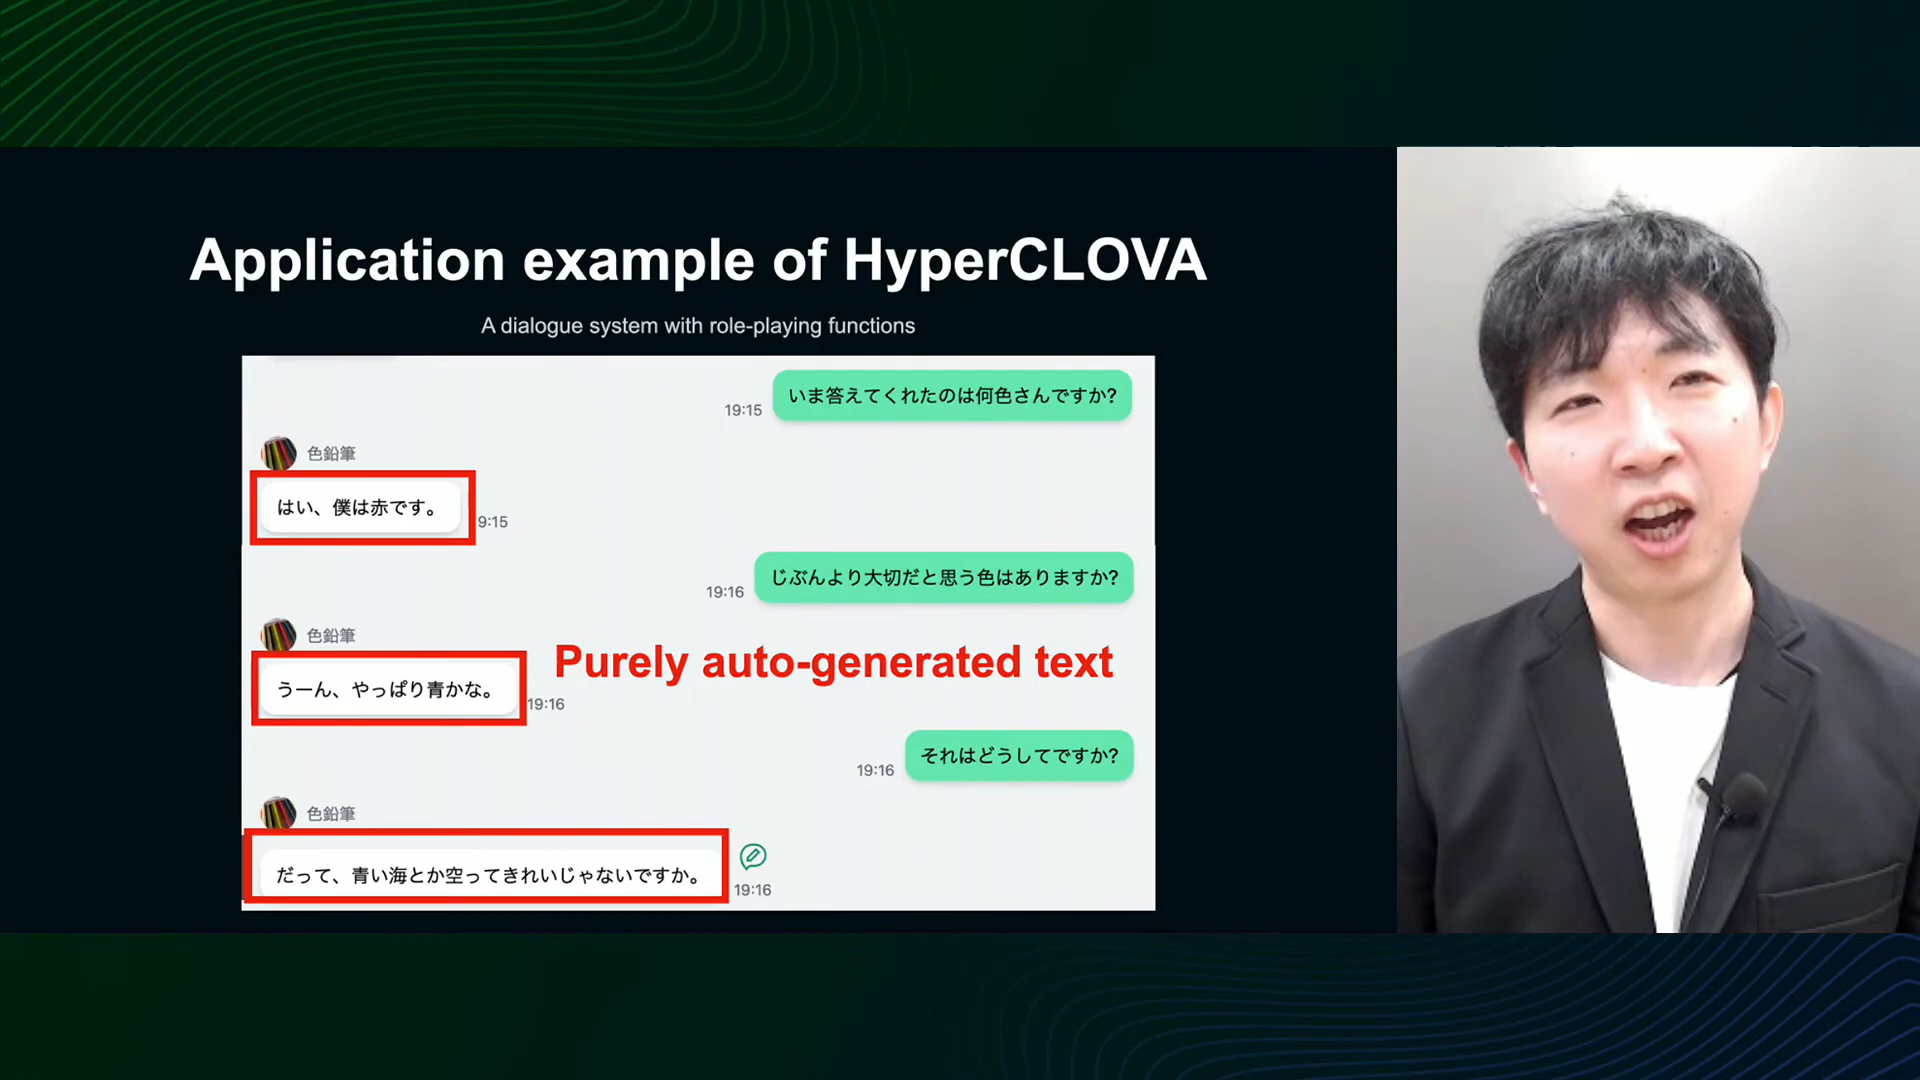 Application example of HyperCLOVA
A dialogue system with role-playing functions
いま答えてくれたのは何色さんですか?
19:15
色鉛筆
はい、僕は赤です。
9:15
じぶんより大切だと思う色はありますか?
19:16
色鉛筆
うーん、やっぱり青かな。
19:16
Purely auto-generated text
それはどうしてですか?
19:16
色鉛筆
だって、青い海とか空ってきれいじゃないですか。
19:16